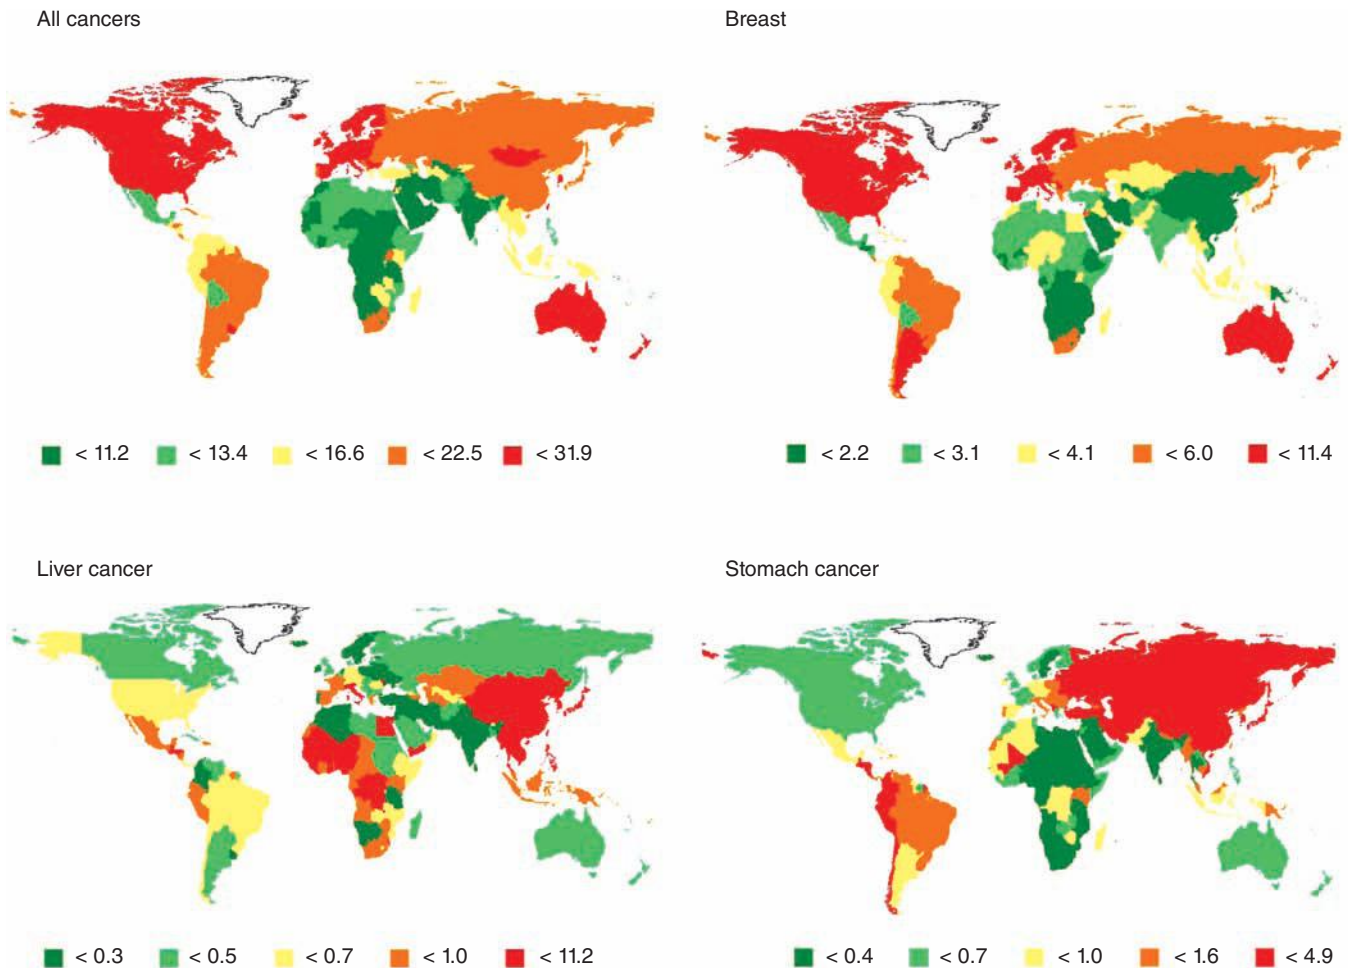 All cancers
Breast
< 11.2 < 13.4 < 16.6 < 22.5 < 31.9
< 2.2 < 3.1 < 4.1 < 6.0 < 11.4
Liver cancer
Stomach cancer
< 0.3 < 0.5 < 0.7 < 1.0 < 11.2
< 0.4 < 0.7 < 1.0 < 1.6 < 4.9